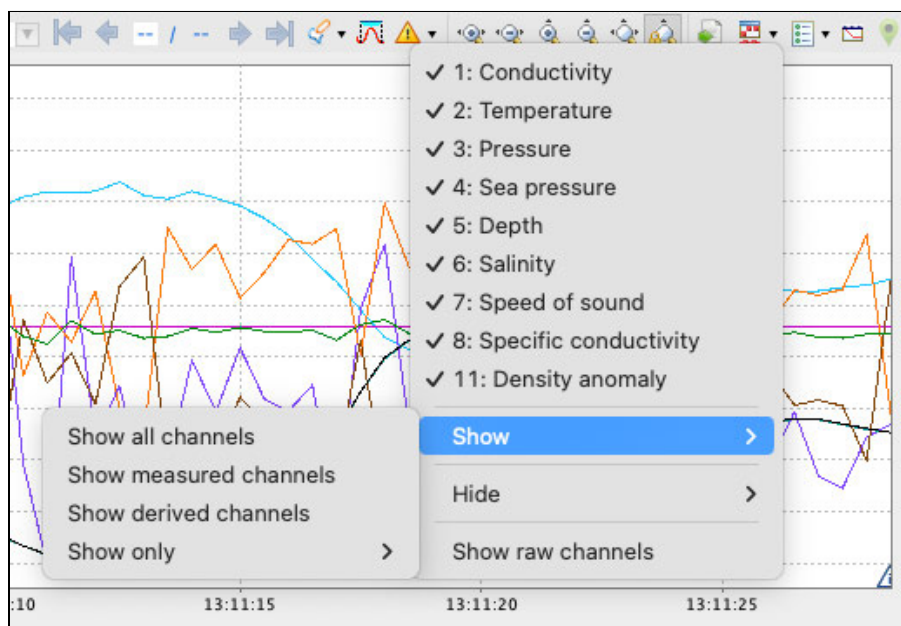 -- / --
✓ 1: Conductivity
✓ 2: Temperature
✓ 3: Pressure
✓ 4: Sea pressure
✓ 5: Depth
✓ 6: Salinity
✓ 7: Speed of sound
✓ 8: Specific conductivity
✓ 11: Density anomaly
Show
Hide
Show raw channels
Show all channels
Show measured channels
Show derived channels
Show only
:10
13:11:15
13:11:20
13:11:25